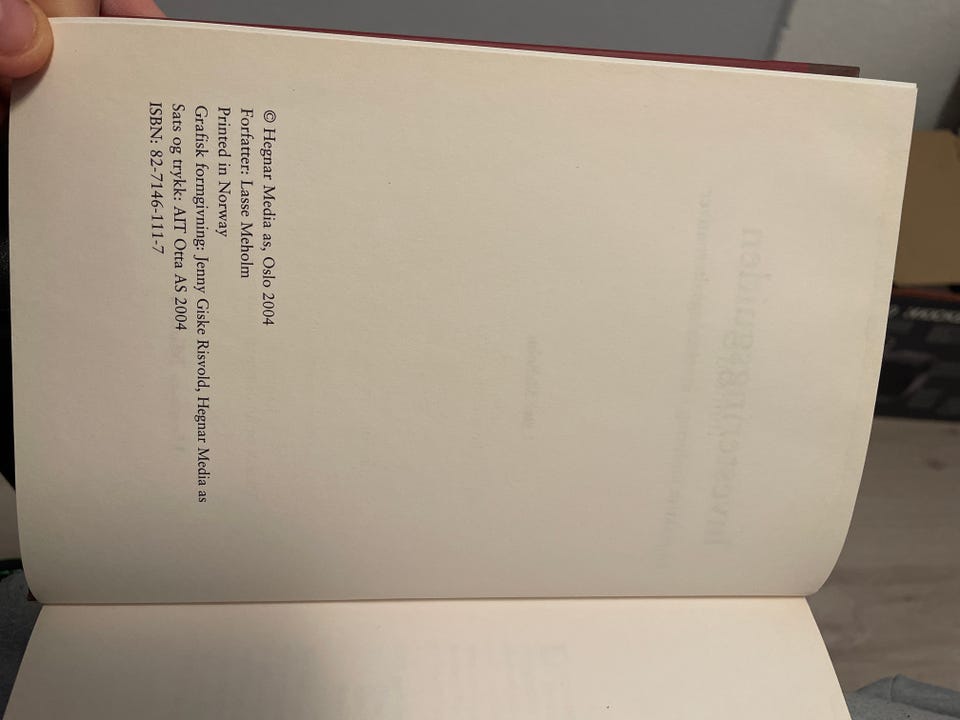 © Hegnar Media as, Oslo 2004
Forfatter: Lasse Meholm
Printed in Norway
Grafisk formgivning: Jenny Giske Risvold, Hegnar Media as
Sats og trykk: AIT Otta AS 2004
ISBN: 82-7146-111-7